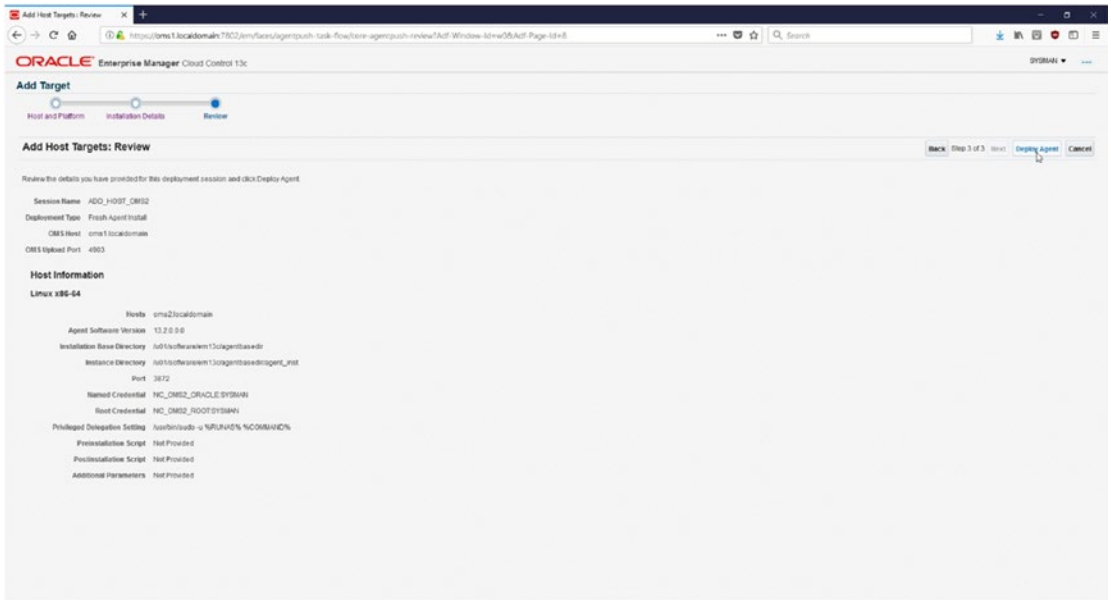 Add Host Targets: Review
https://oms1.localdomain:7802/em/faces/agentpush-task-flow/core-agentpush-review?Adf-Window-Id=w0&Adf-Page-Id=8
Search
ORACLE Enterprise Manager Cloud Control 13c
SYSMAN
Add Target
Host and Platform
Installation Details
Review
Add Host Targets: Review
Back Step 3 of 3 Next Deploy Agent Cancel
Review the details you have provided for this deployment session and click Deploy Agent.
Session Name ADD_HOST_OMS2
Deployment Type Fresh Agent Install
OMS Host oms1.localdomain
OMS Upload Port 4903
Host Information
Linux x86-64
Hosts oms2.localdomain
Agent Software Version 13.2.0.0.0
Installation Base Directory /u01/software/em13c/agentbasedir
Instance Directory /u01/software/em13c/agentbasedir/agent_inst
Port 3872
Named Credential NC_OMS2_ORACLE:SYSMAN
Root Credential NC_OMS2_ROOT:SYSMAN
Privileged Delegation Setting /usr/bin/sudo -u %RUNAS% %COMMAND%
Preinstallation Script Not Provided
Postinstallation Script Not Provided
Additional Parameters Not Provided